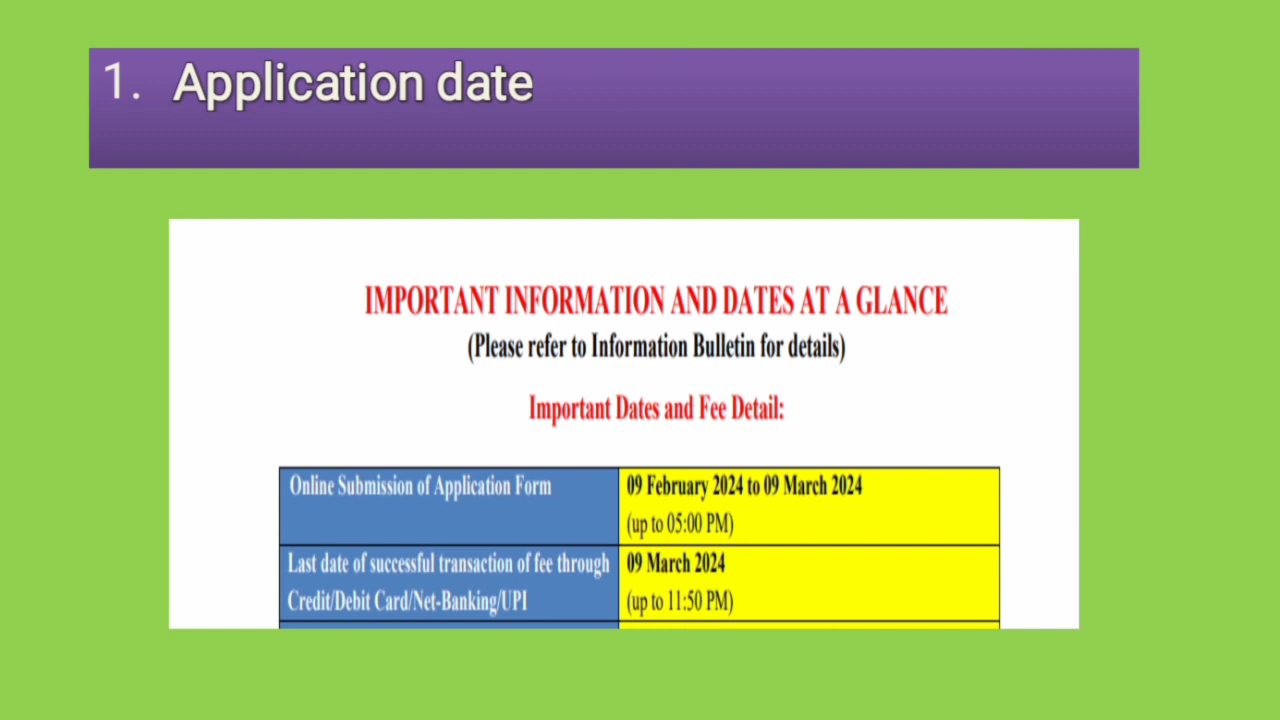 1. Application date
IMPORTANT INFORMATION AND DATES AT A GLANCE
(Please refer to Information Bulletin for details)
Important Dates and Fee Detail:
Online Submission of Application Form
09 February 2024 to 09 March 2024
(up to 05:00 PM)
Last date of successful transaction of fee through
Credit/Debit Card/Net-Banking/UPI
09 March 2024
(up to 11:50 PM)